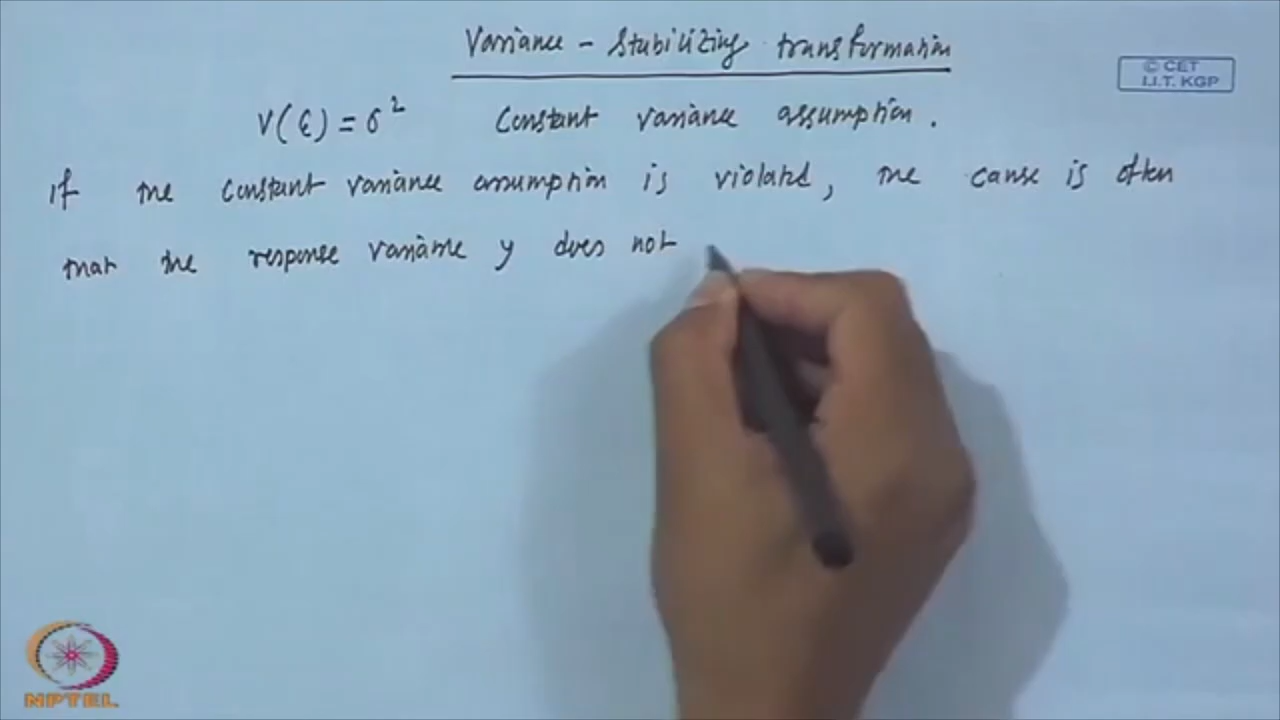 Variance - Stabilizing transformation
© CET
I.I.T. KGP
V(ε) = σ² Constant variance assumption.
If the constant variance assumption is violated, the cause is often
that the response variable y does not
NPTEL